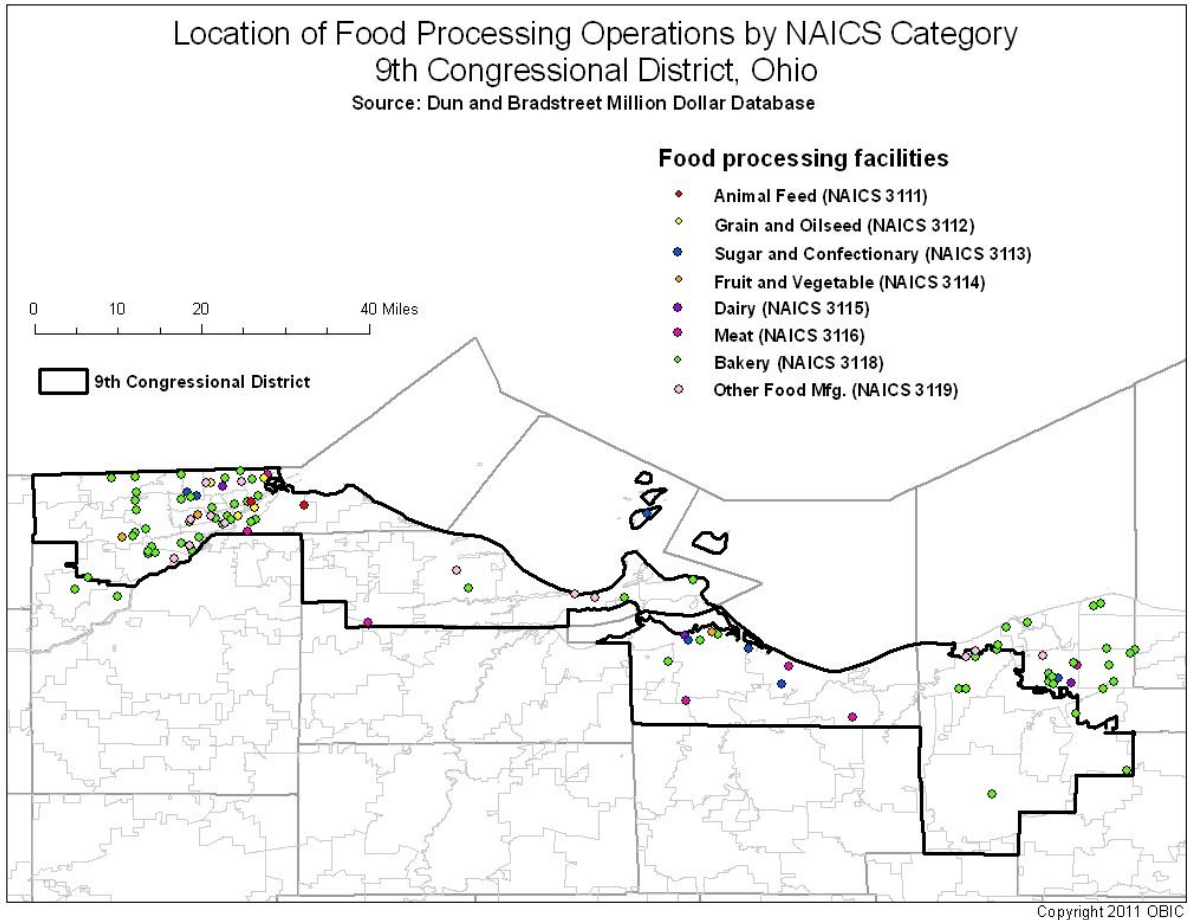 Location of Food Processing Operations by NAICS Category
9th Congressional District, Ohio
Source: Dun and Bradstreet Million Dollar Database
Food processing facilities
Animal Feed (NAICS 3111)
Grain and Oilseed (NAICS 3112)
Sugar and Confectionary (NAICS 3113)
Fruit and Vegetable (NAICS 3114)
Dairy (NAICS 3115)
Meat (NAICS 3116)
Bakery (NAICS 3118)
Other Food Mfg. (NAICS 3119)
0 10 20 40 Miles
9th Congressional District
Copyright 2011 OBIC